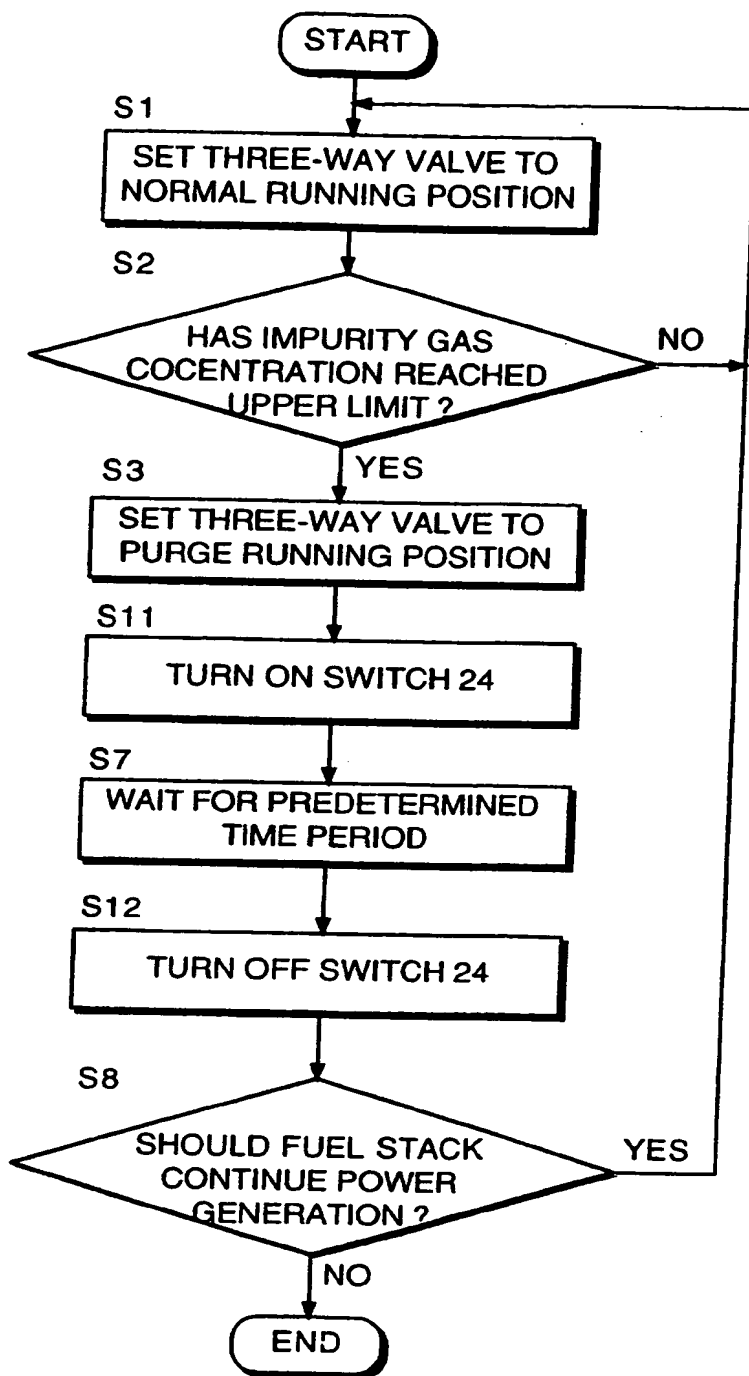 START
S1
SET THREE-WAY VALVE TO
NORMAL RUNNING POSITION
S2
HAS IMPURITY GAS
COCENTRATION REACHED
UPPER LIMIT ?
NO
YES
S3
SET THREE-WAY VALVE TO
PURGE RUNNING POSITION
S11
TURN ON SWITCH 24
S7
WAIT FOR PREDETERMINED
TIME PERIOD
S12
TURN OFF SWITCH 24
S8
SHOULD FUEL STACK
CONTINUE POWER
GENERATION ?
YES
NO
END